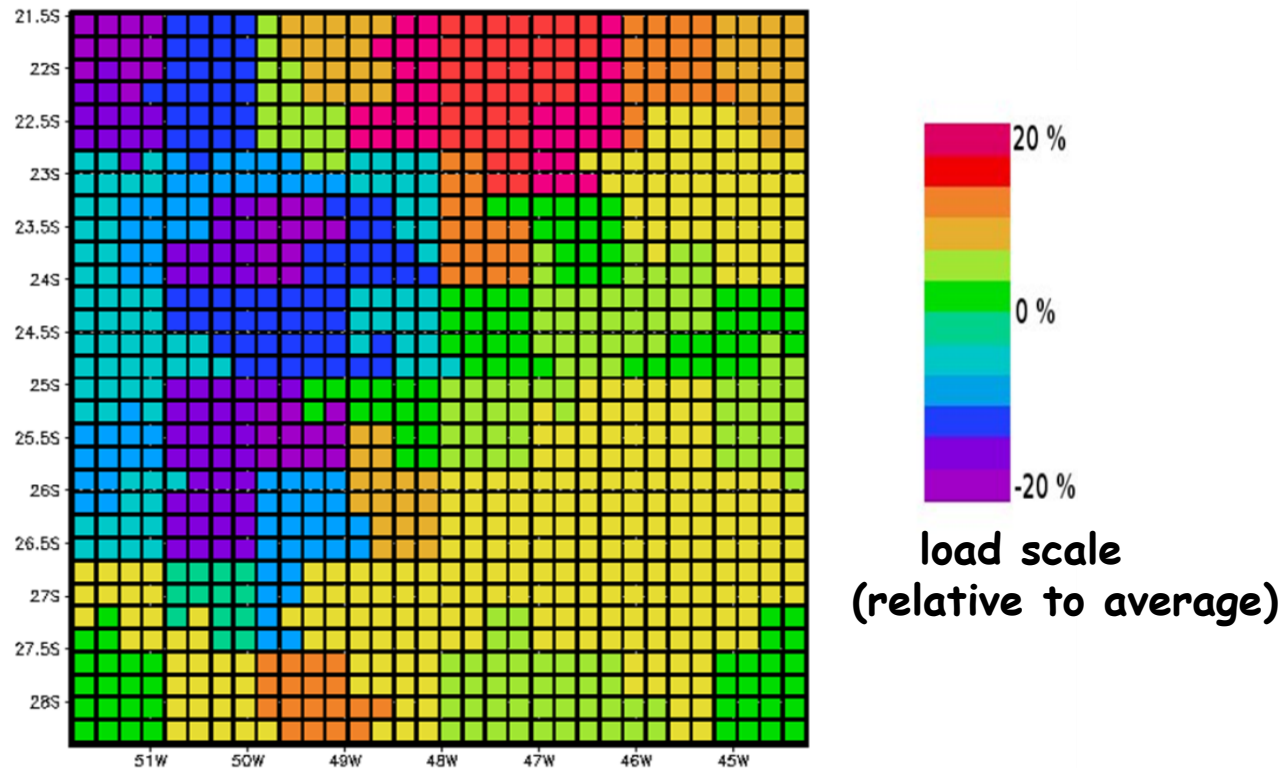 21.5S
22S
22.5S
23S
23.5S
24S
24.5S
25S
25.5S
26S
26.5S
27S
27.5S
28S
51W 50W 49W 48W 47W 46W 45W
20 %
0 %
-20 %
load scale
(relative to average)